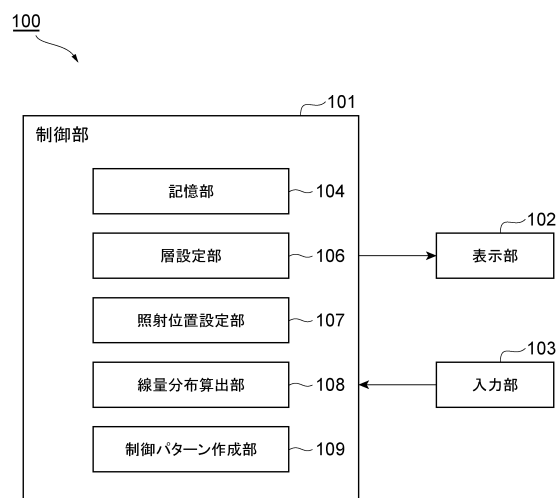 100
101
制御部
記憶部
104
層設定部
106
照射位置設定部
107
線量分布算出部
108
制御パターン作成部
109
102
表示部
103
入力部